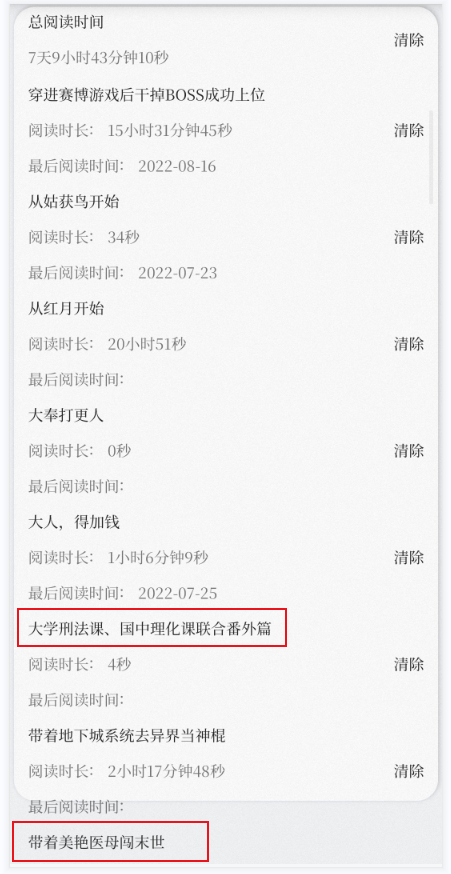 总阅读时间
清除
7天9小时43分钟10秒
穿进赛博游戏后干掉BOSS成功上位
阅读时长： 15小时31分钟45秒
清除
最后阅读时间： 2022-08-16
从姑获鸟开始
阅读时长： 34秒
清除
最后阅读时间： 2022-07-23
从红月开始
阅读时长： 20小时51秒
清除
最后阅读时间：
大奉打更人
阅读时长： 0秒
清除
最后阅读时间：
大人，得加钱
阅读时长： 1小时6分钟9秒
清除
最后阅读时间： 2022-07-25
大学刑法课、国中理化课联合番外篇
阅读时长： 4秒
清除
最后阅读时间：
带着地下城系统去异界当神棍
阅读时长： 2小时17分钟48秒
清除
最后阅读时间：
带着美艳医母闯末世